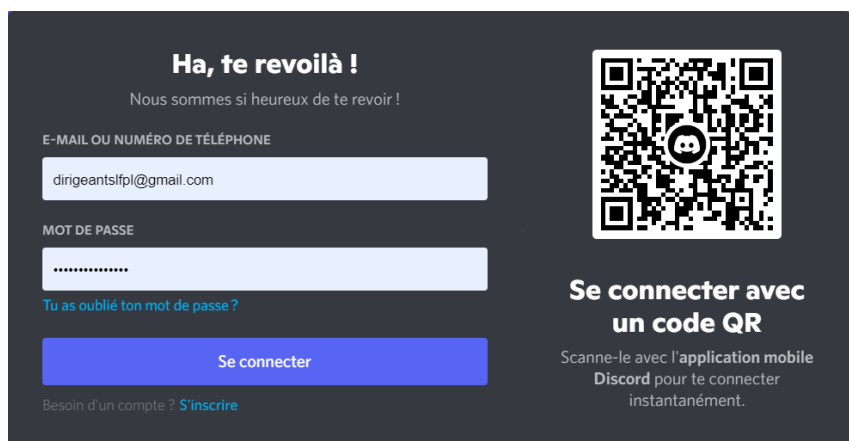 Ha, te revoilà !
Nous sommes si heureux de te revoir !
E-MAIL OU NUMÉRO DE TÉLÉPHONE
dirigeantslfpl@gmail.com
MOT DE PASSE
•••••••••••••••
Tu as oublié ton mot de passe ?
Se connecter
Besoin d'un compte ? S'inscrire
Se connecter avec
un code QR
Scanne-le avec l'application mobile
Discord pour te connecter
instantanément.